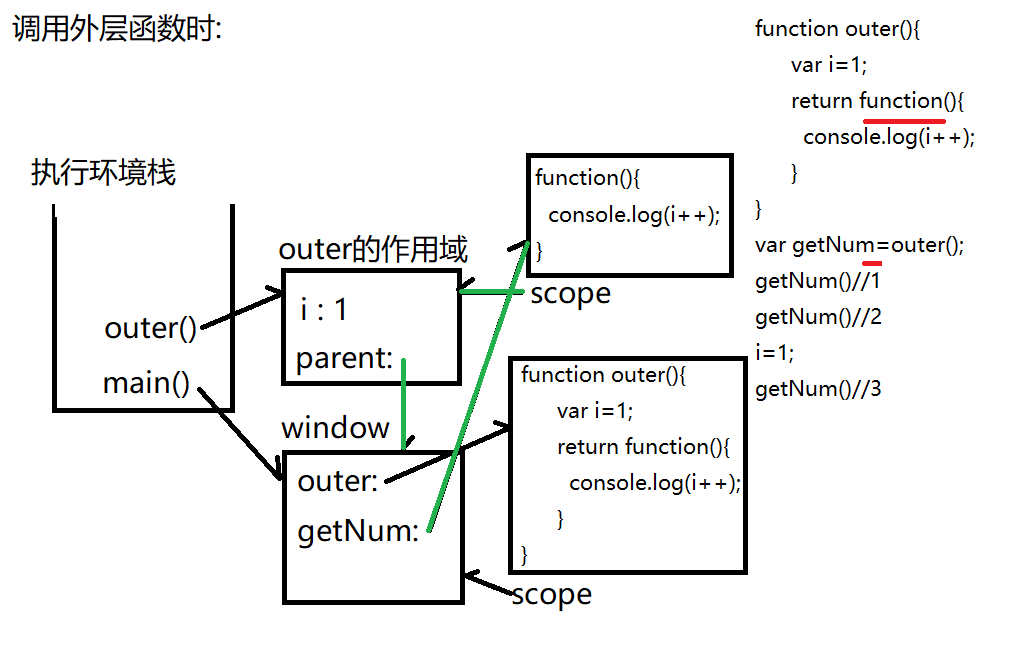 调用外层函数时:
执行环境栈
outer()
main()
outer的作用域
i : 1
parent:
window
outer:
getNum:
function(){
console.log(i++);
}
scope
function outer(){
var i=1;
return function(){
console.log(i++);
}
}
scope
function outer(){
var i=1;
return function(){
console.log(i++);
}
}
var getNum=outer();
getNum()//1
getNum()//2
i=1;
getNum()//3